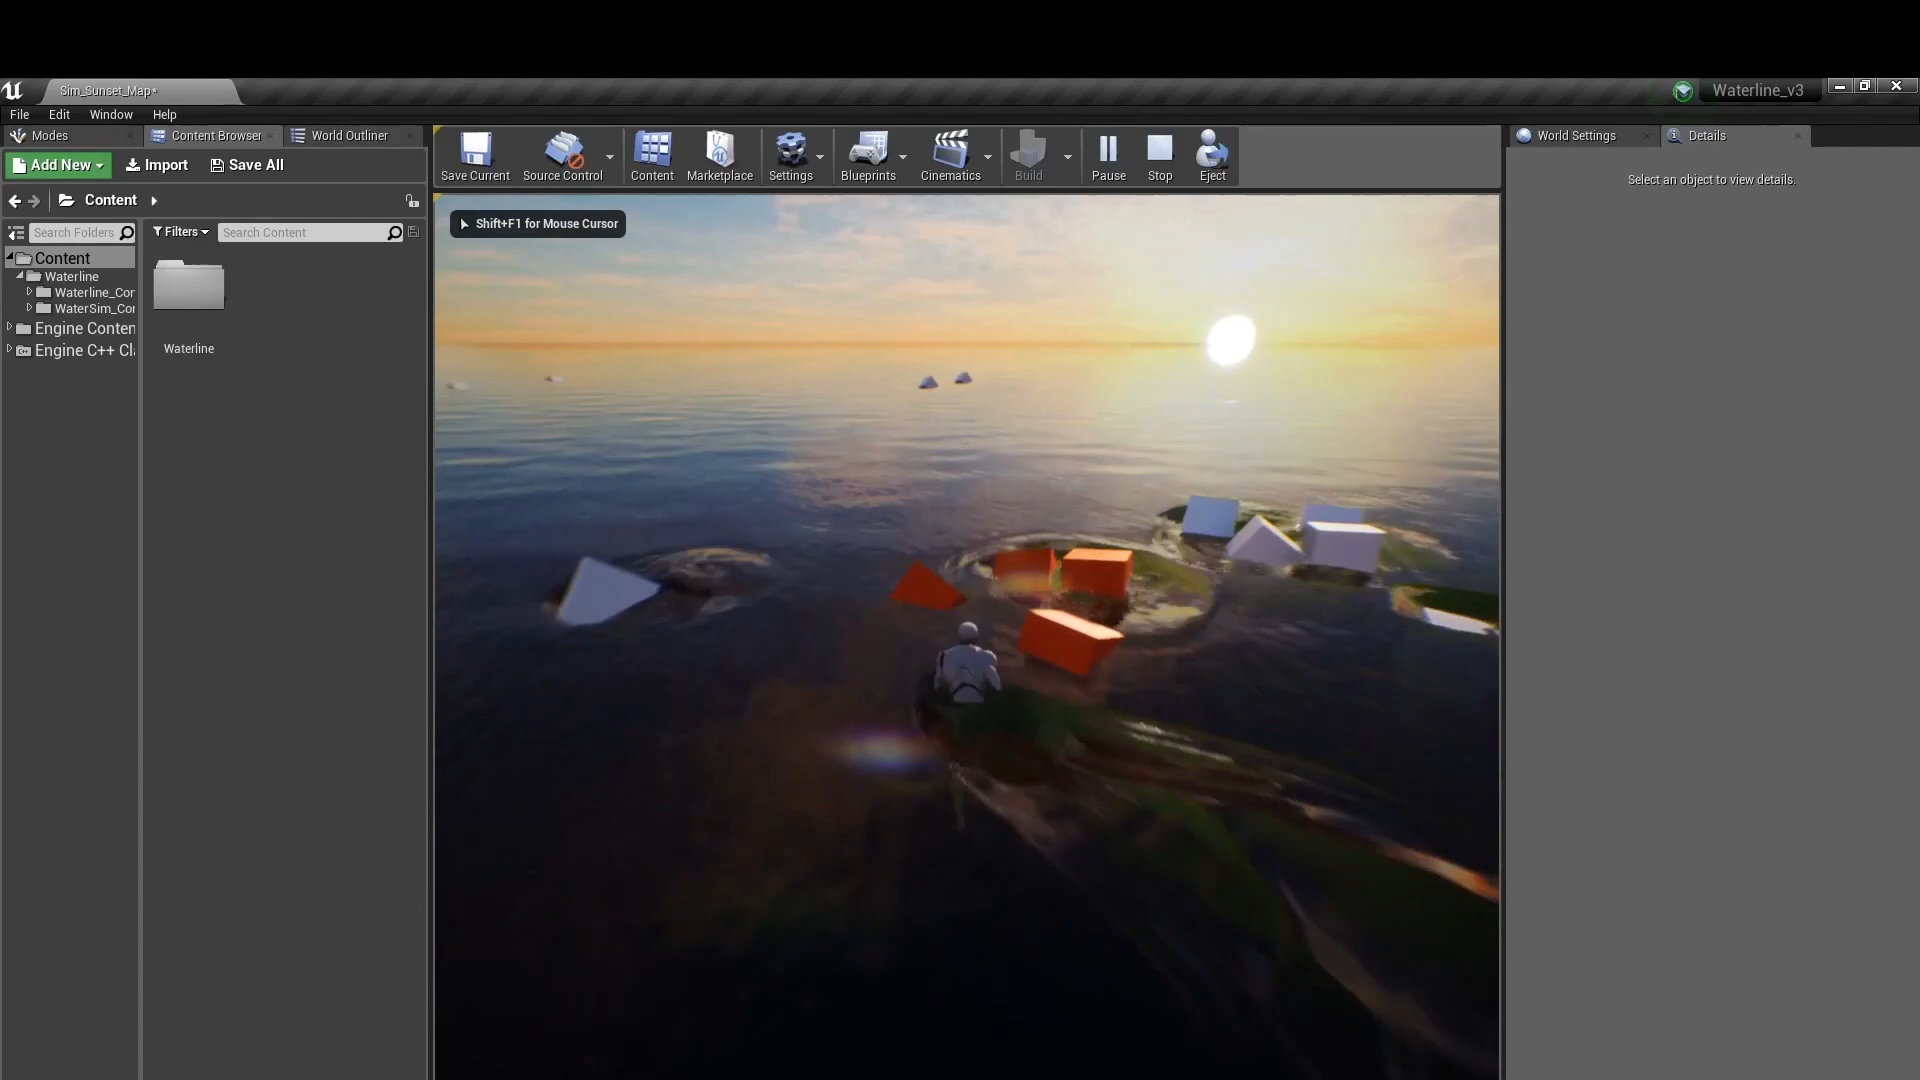 Sim_Sunset_Map*
Waterline_v3
File Edit Window Help
Modes Content Browser World Outliner
World Settings Details
Add New Import Save All
Save Current Source Control Content Marketplace Settings Blueprints Cinematics Build Pause Stop Eject
Select an object to view details.
Content
Search Folders Filters Search Content
Shift+F1 for Mouse Cursor
Content
Waterline
Waterline_Cor
WaterSim_Cor
Engine Conten
Engine C++ Cl
Waterline